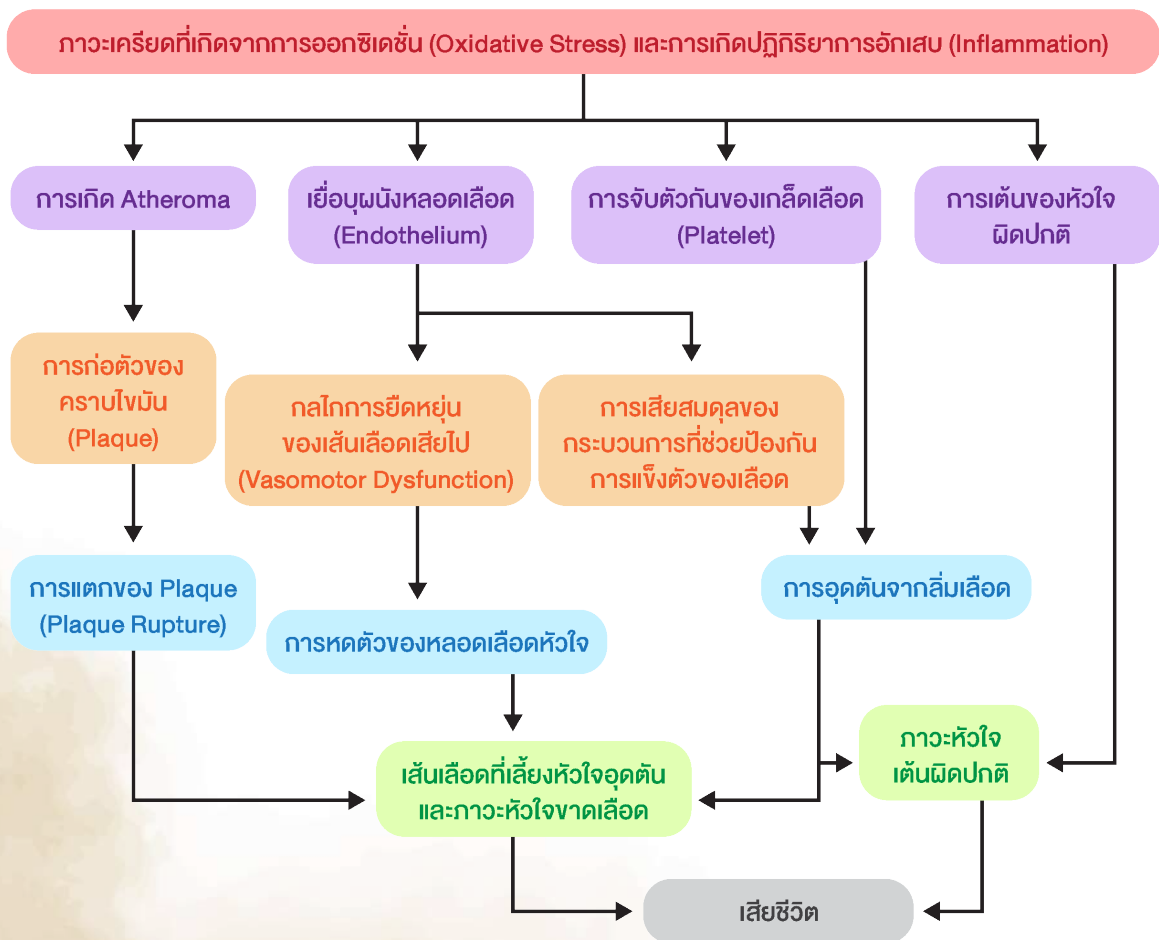 ภาวะเครียดที่เกิดจากการออกซิเดชั่น (Oxidative Stress) และการเกิดปฏิกิริยาการอักเสบ (Inflammation)
การเกิด Atheroma
เยื่อบุผนังหลอดเลือด
(Endothelium)
การจับตัวกันของเกล็ดเลือด
(Platelet)
การเต้นของหัวใจ
ผิดปกติ
การก่อตัวของ
คราบไขมัน
(Plaque)
กลไกการยืดหยุ่น
ของเส้นเลือดเสียไป
(Vasomotor Dysfunction)
การเสียสมดุลของ
กระบวนการที่ช่วยป้องกัน
การแข็งตัวของเลือด
การแตกของ Plaque
(Plaque Rupture)
การหดตัวของหลอดเลือดหัวใจ
การอุดตันจากลิ่มเลือด
เส้นเลือดที่เลี้ยงหัวใจอุดตัน
และภาวะหัวใจขาดเลือด
ภาวะหัวใจ
เต้นผิดปกติ
เสียชีวิต